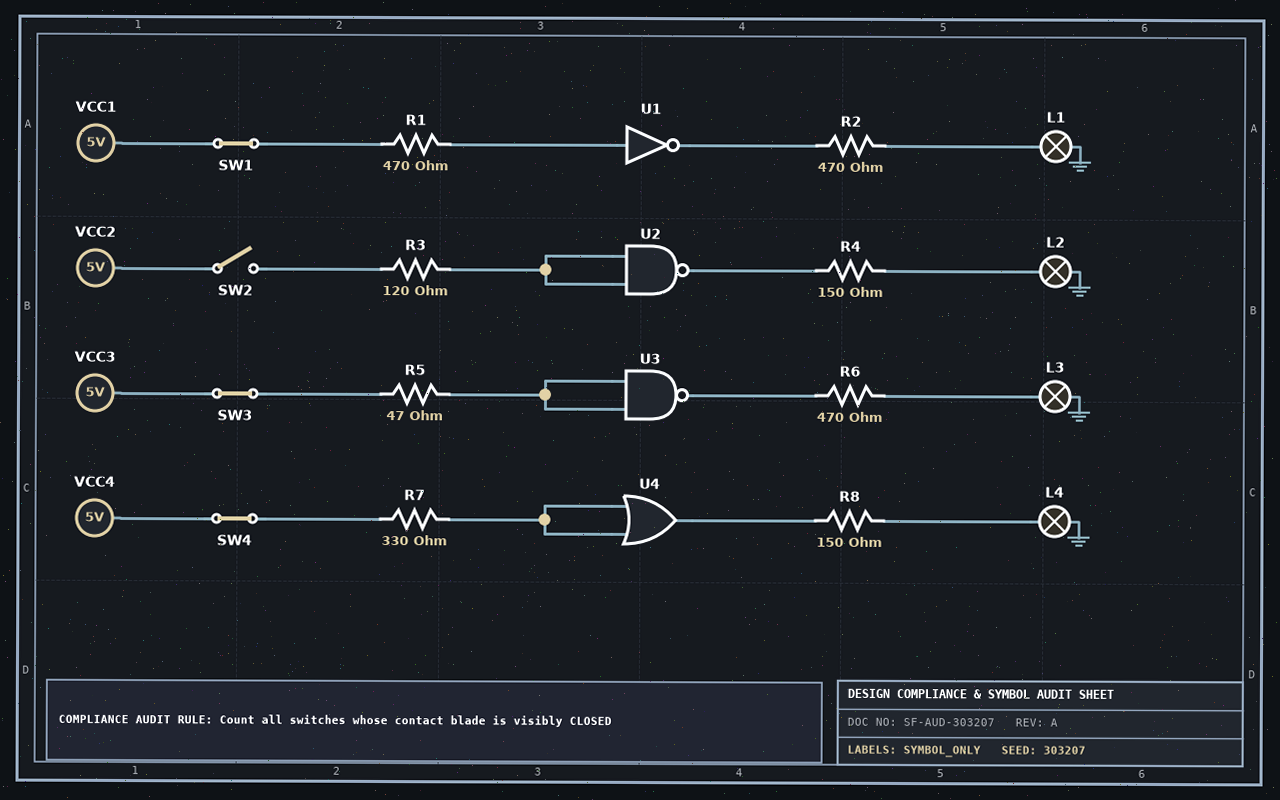 1 2 3 4 5 6
A A
VCC1 5V SW1 R1 470 Ohm U1 R2 470 Ohm L1
VCC2 5V SW2 R3 120 Ohm U2 R4 150 Ohm L2
B B
VCC3 5V SW3 R5 47 Ohm U3 R6 470 Ohm L3
VCC4 5V SW4 R7 330 Ohm U4 R8 150 Ohm L4
C C
D D
COMPLIANCE AUDIT RULE: Count all switches whose contact blade is visibly CLOSED
DESIGN COMPLIANCE & SYMBOL AUDIT SHEET
DOC NO: SF-AUD-303207 REV: A
LABELS: SYMBOL_ONLY SEED: 303207
1 2 3 4 5 6